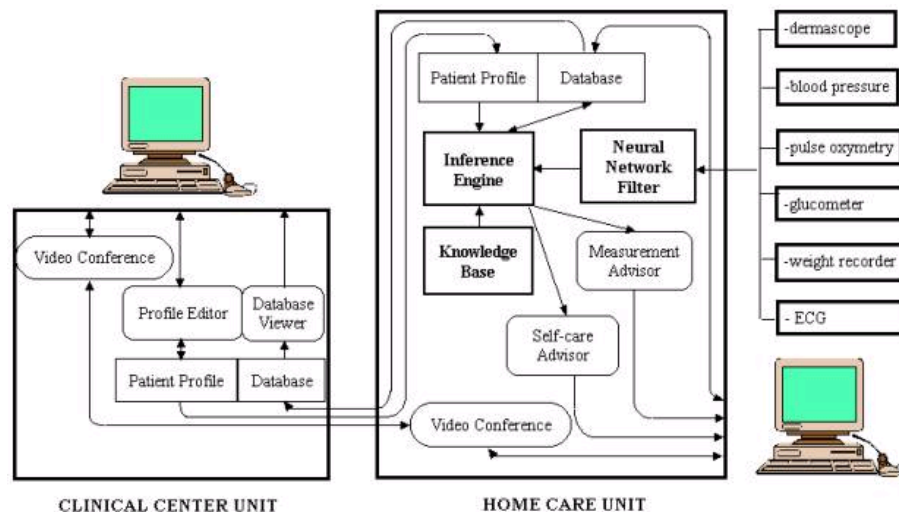 Patient Profile
Database
Inference
Engine
Neural
Network
Filter
Knowledge
Base
Measurement
Advisor
Self-care
Advisor
Video Conference
HOME CARE UNIT
-dermascope
-blood pressure
-pulse oxymetry
-glucometer
-weight recorder
- ECG
Video Conference
Profile Editor
Database
Viewer
Patient Profile
Database
CLINICAL CENTER UNIT